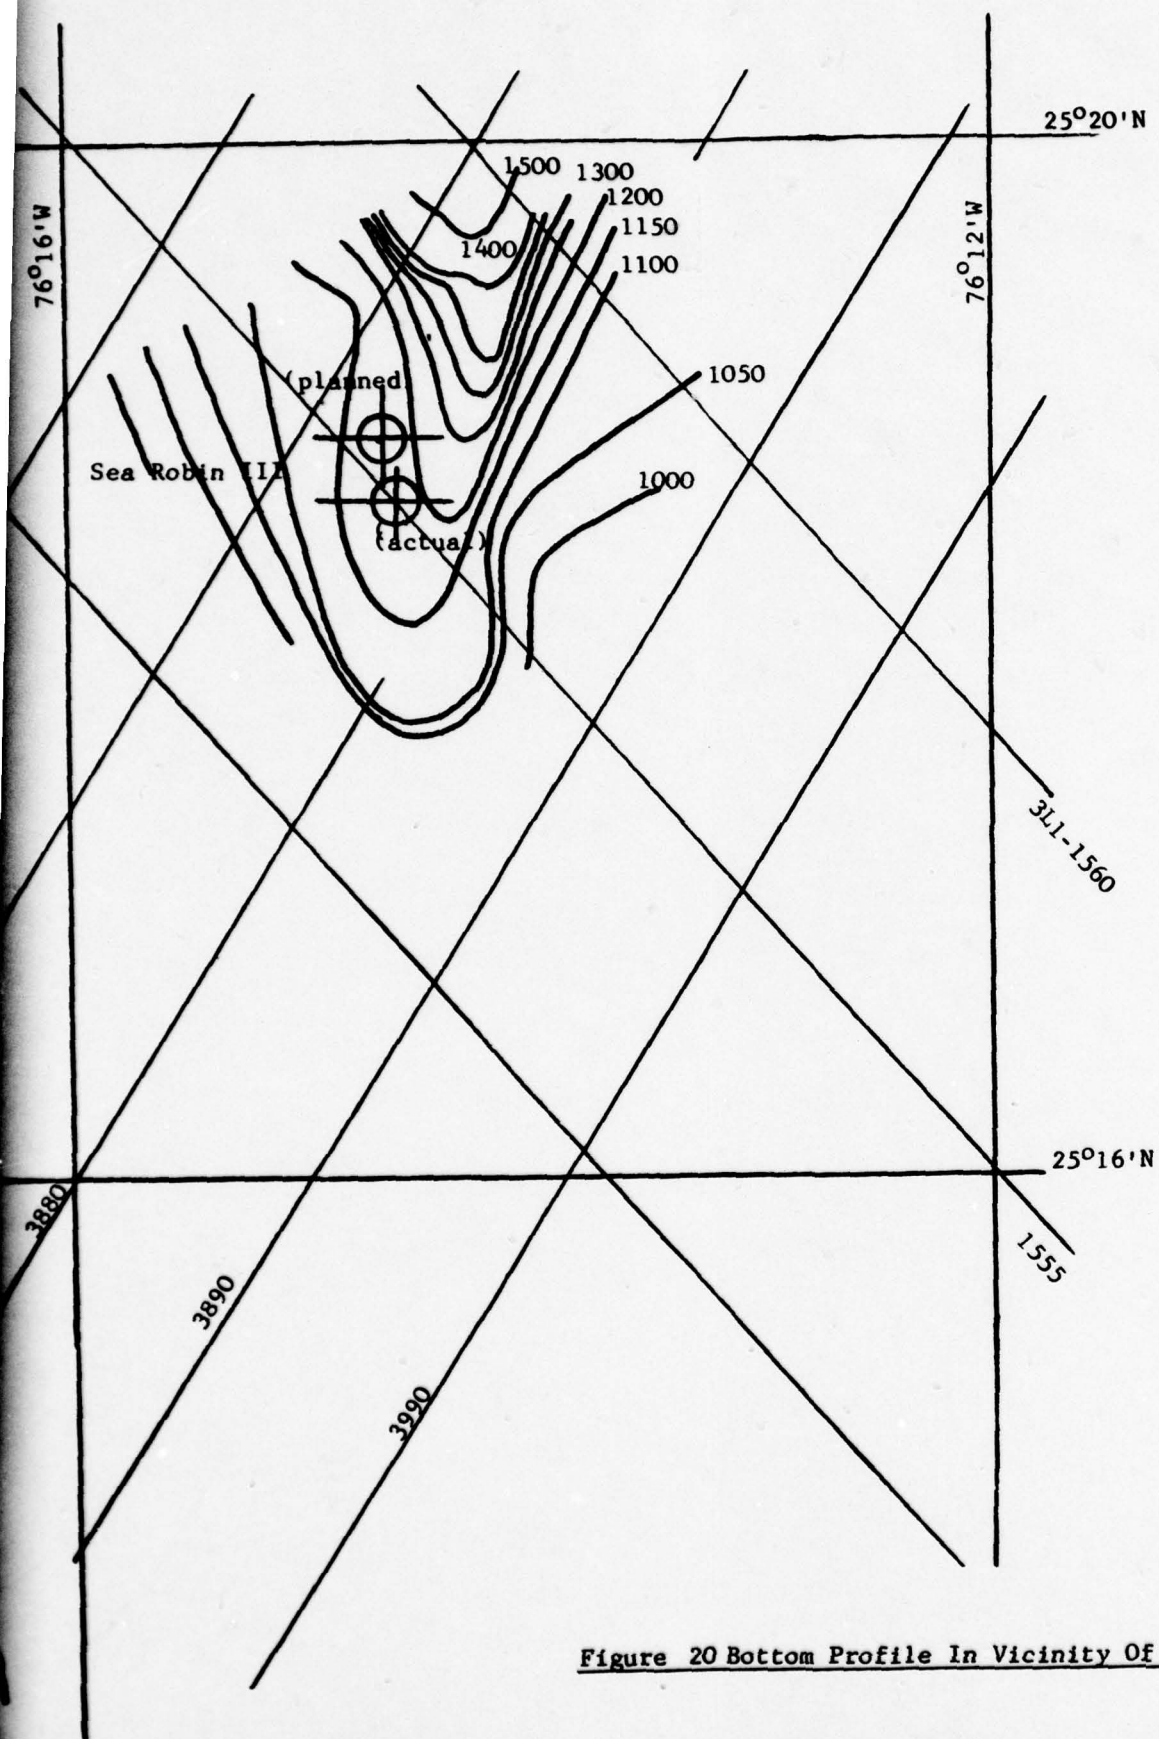 25°20'N
1500
1300
1200
76°16'W
76°12'W
1150
1400
1100
1050
(planned)
Sea Robin III
1000
(actual)
3L1-1560
25°16'N
3880
1555
3890
3990
Figure 20 Bottom Profile In Vicinity Of